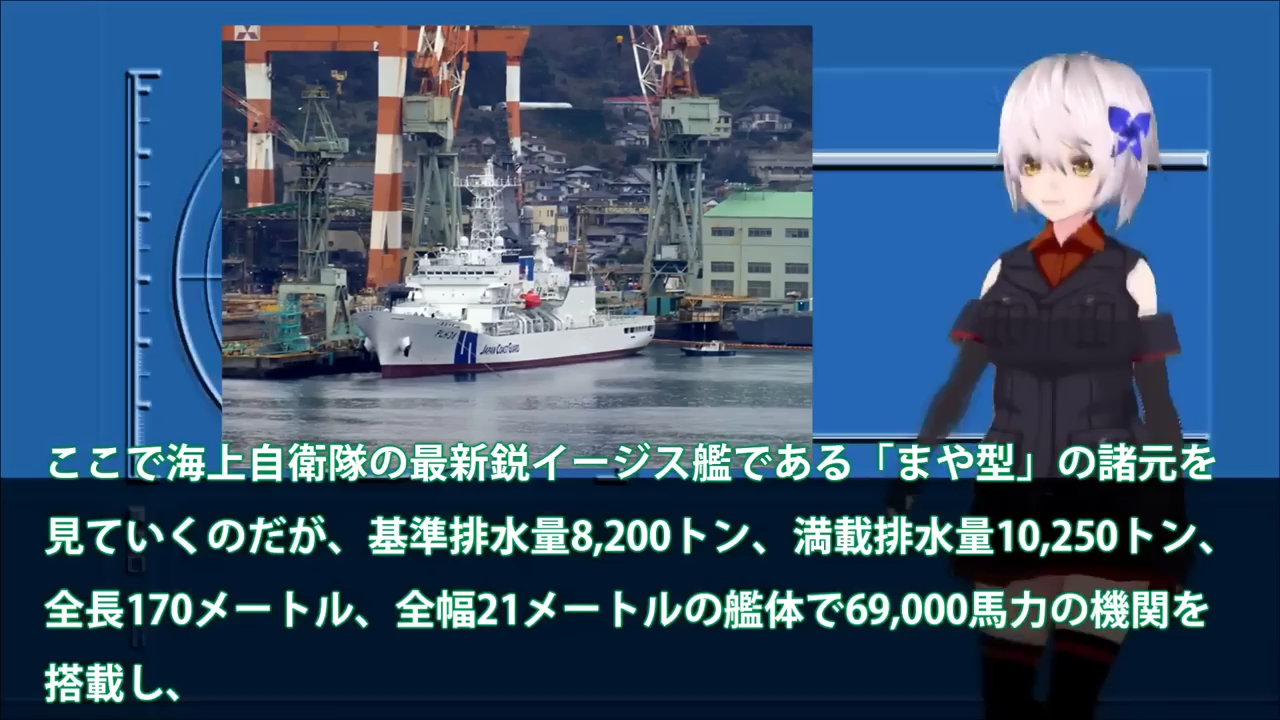 PLH34
JAPAN COAST GUARD
ここで海上自衛隊の最新鋭イージス艦である「まや型」の諸元を
見ていくのだが、基準排水量8,200トン、満載排水量10,250トン、
全長170メートル、全幅21メートルの艦体で69,000馬力の機関を
搭載し、